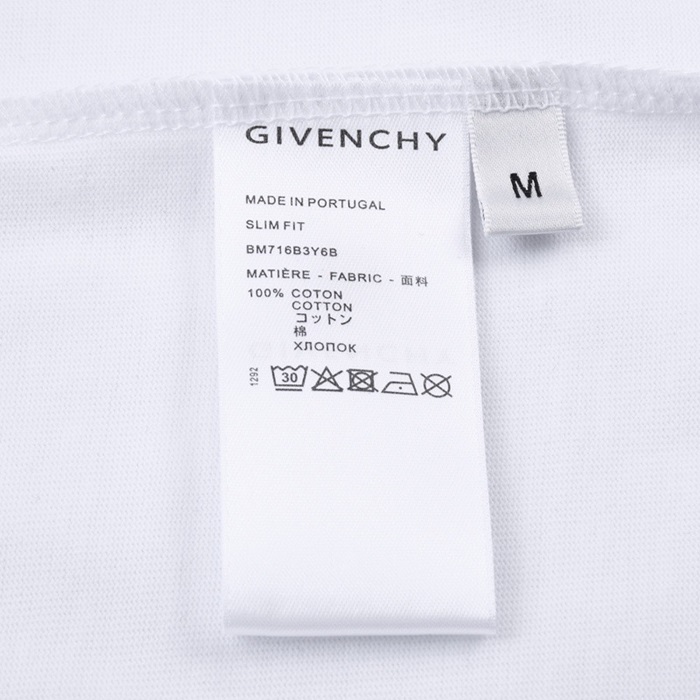 GIVENCHY
M
MADE IN PORTUGAL
SLIM FIT
BM716B3Y6B
MATIÈRE - FABRIC - 面料
100% COTON
COTTON
コットン
棉
ХЛОПОК
1292
30